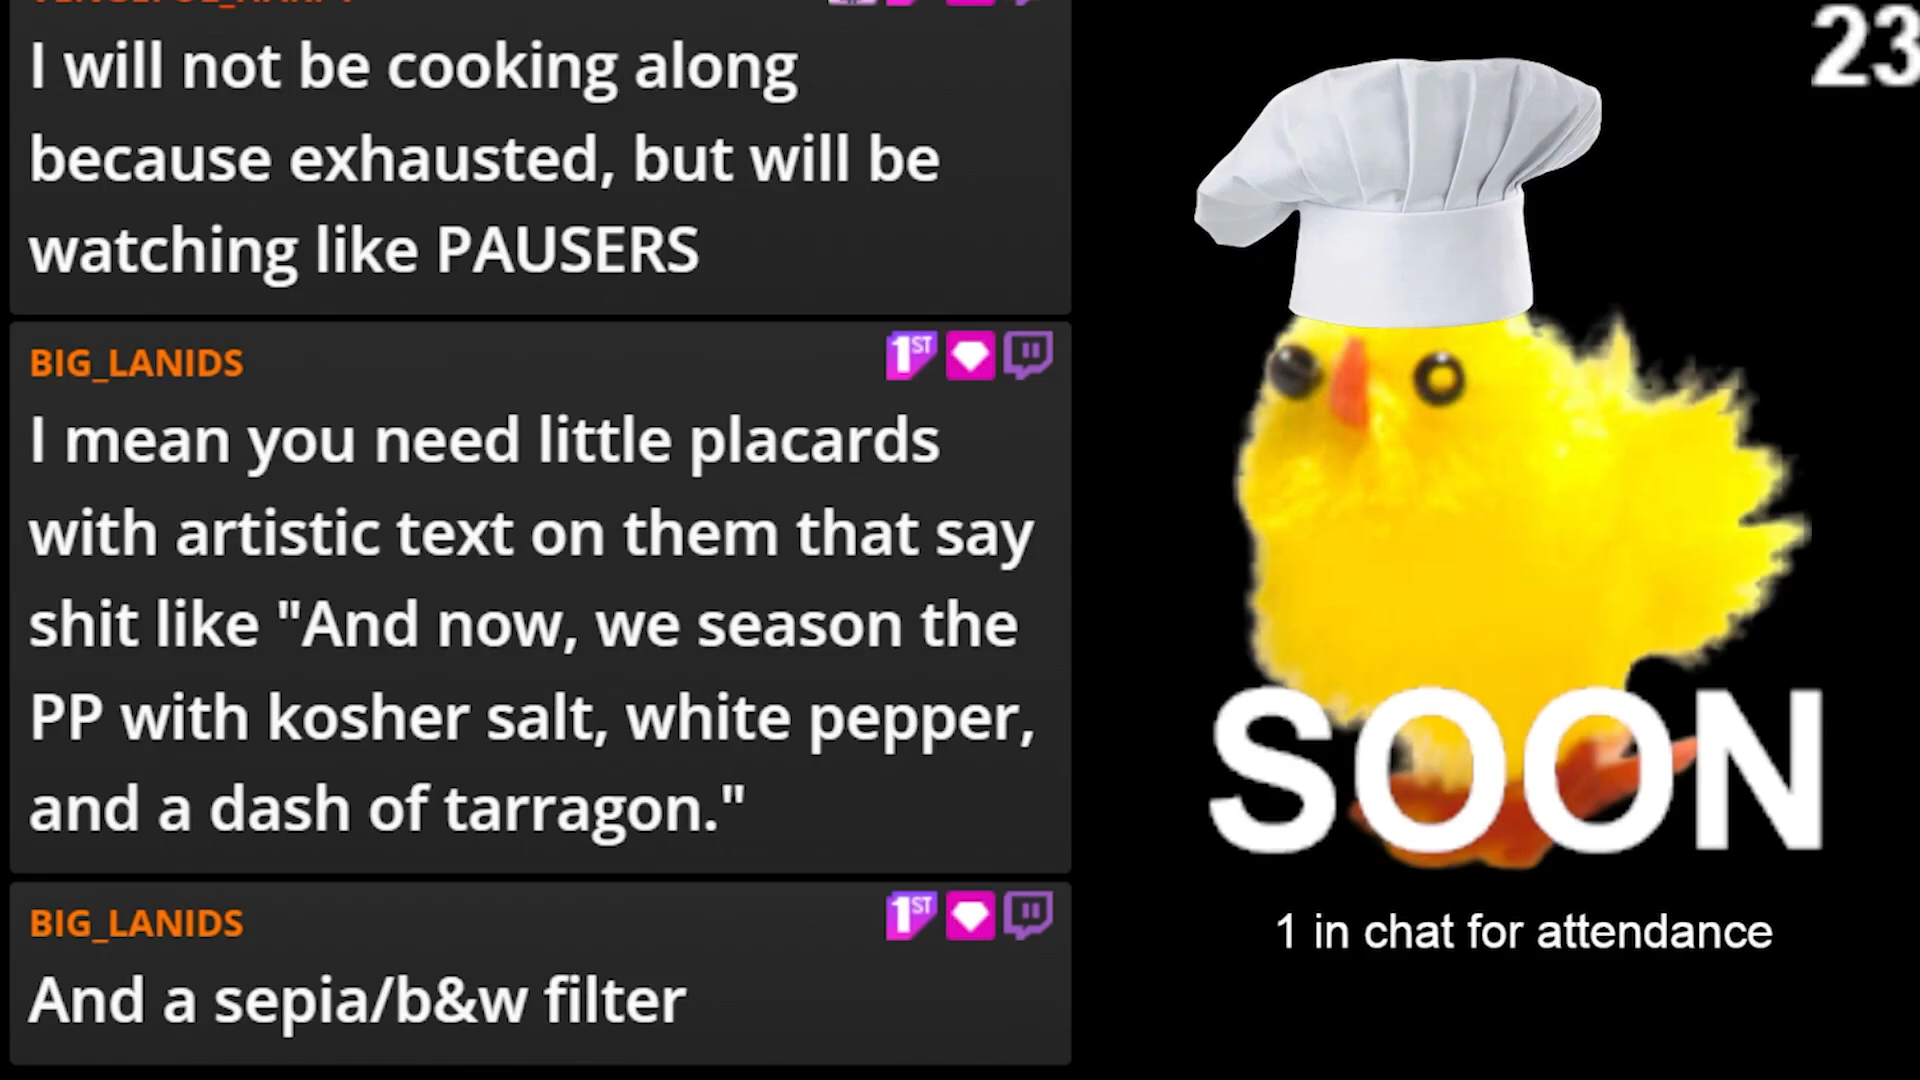 I will not be cooking along
because exhausted, but will be
watching like PAUSERS
BIG_LANIDS
1ST
I mean you need little placards
with artistic text on them that say
shit like "And now, we season the
PP with kosher salt, white pepper,
and a dash of tarragon."
BIG_LANIDS
1ST
And a sepia/b&w filter
23
SOON
1 in chat for attendance